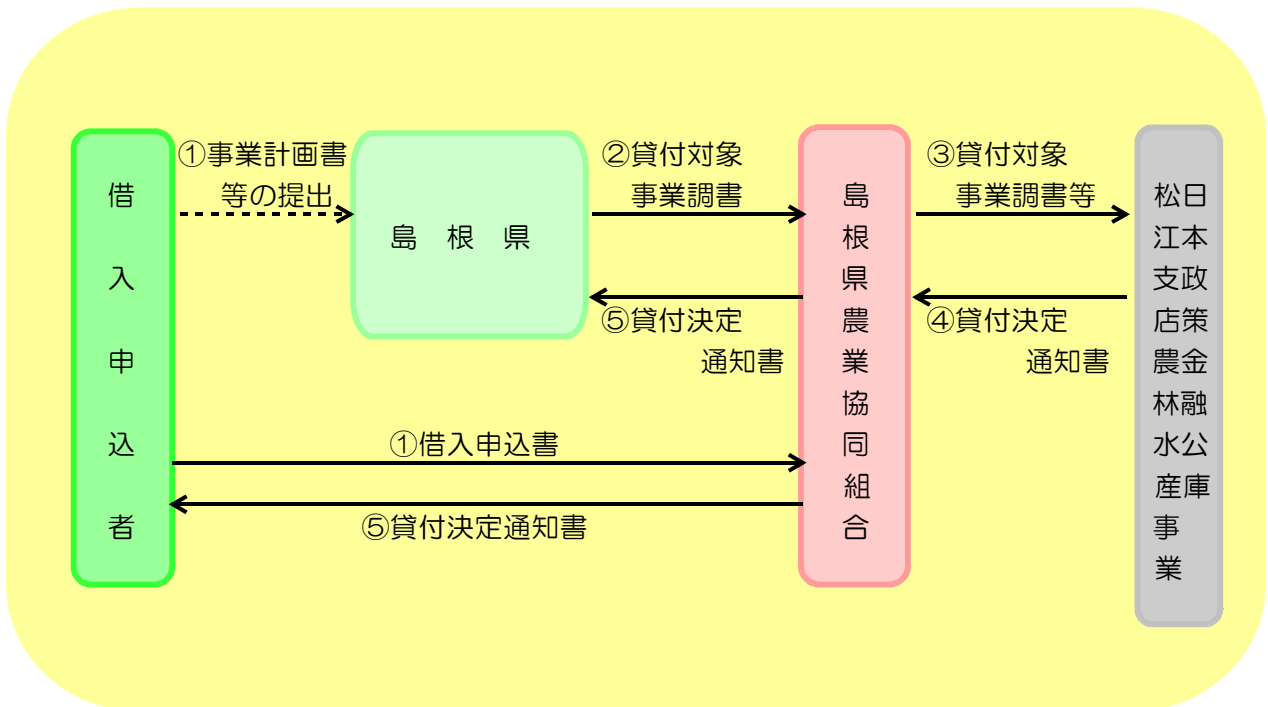 借入申込者
①事業計画書
等の提出
島根県
②貸付対象
事業調書
島根県農業協同組合
③貸付対象
事業調書等
日本政策金融公庫
松江支店農林水産事業
⑤貸付決定
通知書
④貸付決定
通知書
①借入申込書
⑤貸付決定通知書